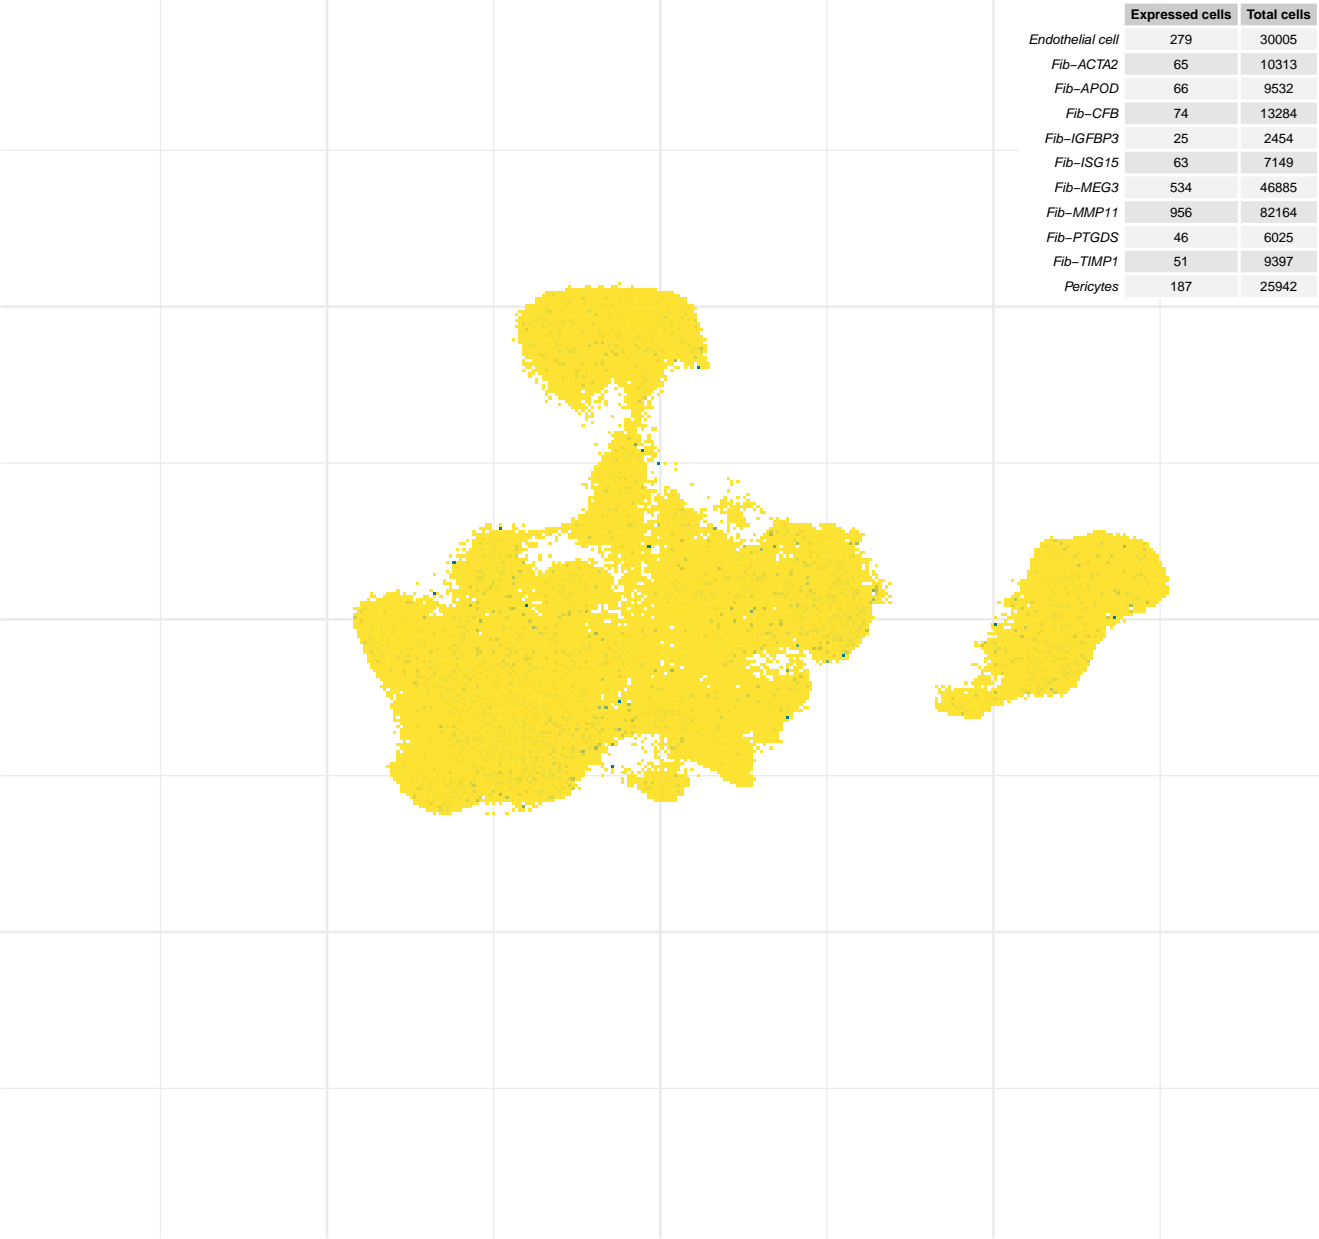 Expressed cells Total cells
Endothelial cell 279 30005
Fib−ACTA2 65 10313
Fib−APOD 66 9532
Fib−CFB 74 13284
Fib−IGFBP3 25 2454
Fib−ISG15 63 7149
Fib−MEG3 534 46885
Fib−MMP11 956 82164
Fib−PTGDS 46 6025
Fib−TIMP1 51 9397
Pericytes 187 25942